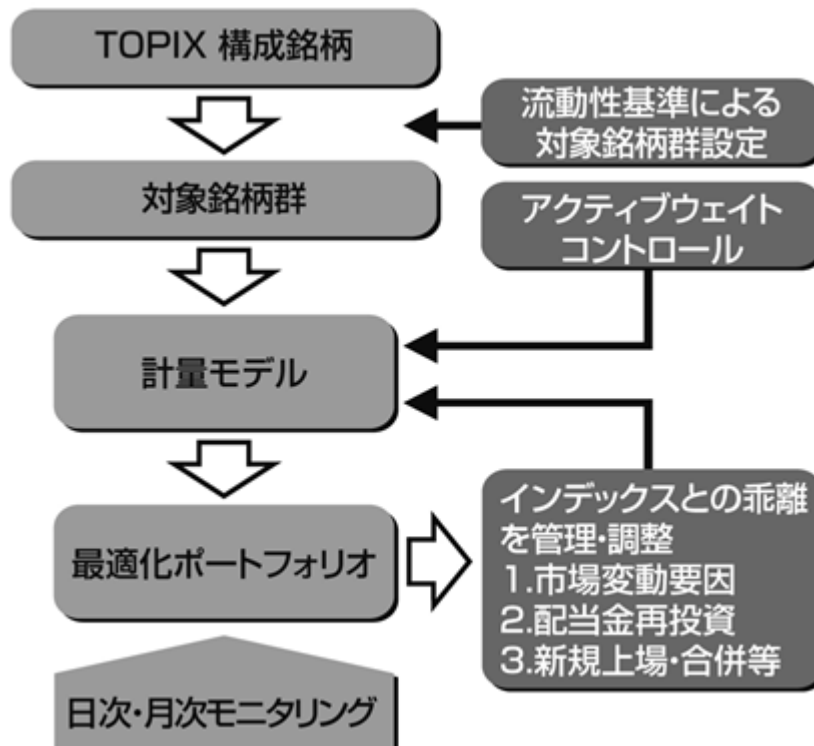 TOPIX 構成銘柄
流動性基準による
対象銘柄群設定
対象銘柄群
アクティブウェイト
コントロール
計量モデル
最適化ポートフォリオ
インデックスとの乖離
を管理・調整
1.市場変動要因
2.配当金再投資
3.新規上場・合併等
日次・月次モニタリング